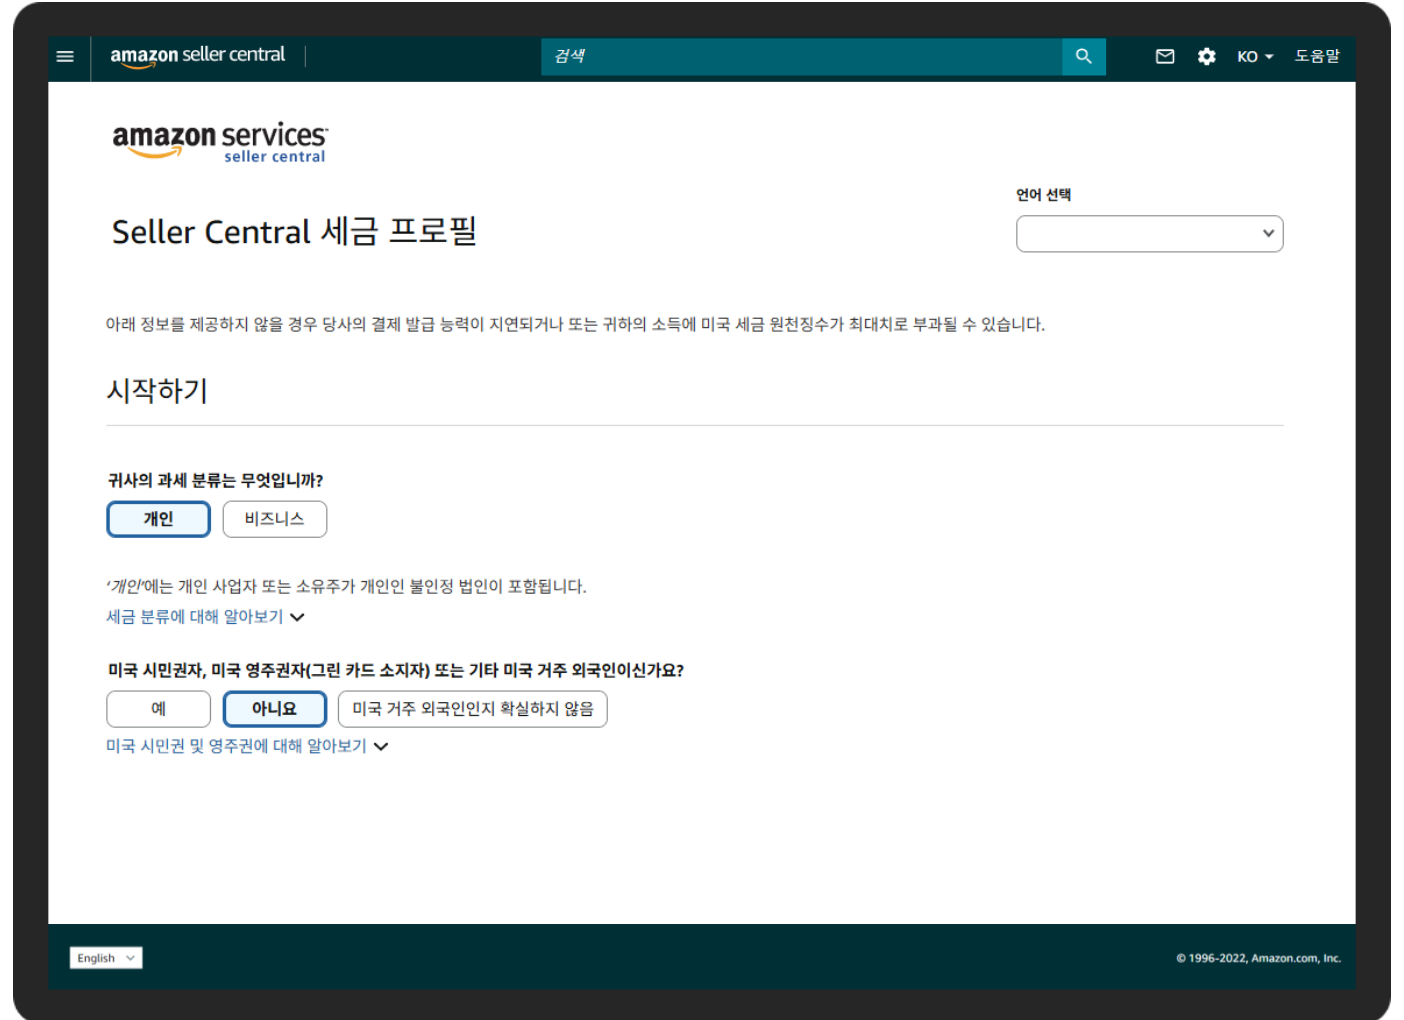 amazon seller central
검색
KO
도움말
amazon services
seller central
언어 선택
Seller Central 세금 프로필
아래 정보를 제공하지 않을 경우 당사의 결제 발급 능력이 지연되거나 또는 귀하의 소득에 미국 세금 원천징수가 최대치로 부과될 수 있습니다.
시작하기
귀사의 과세 분류는 무엇입니까?
개인
비즈니스
‘개인’에는 개인 사업자 또는 소유주가 개인인 불인정 법인이 포함됩니다.
세금 분류에 대해 알아보기
미국 시민권자, 미국 영주권자(그린 카드 소지자) 또는 기타 미국 거주 외국인이신가요?
예
아니요
미국 거주 외국인인지 확실하지 않음
미국 시민권 및 영주권에 대해 알아보기
English
© 1996-2022, Amazon.com, Inc.